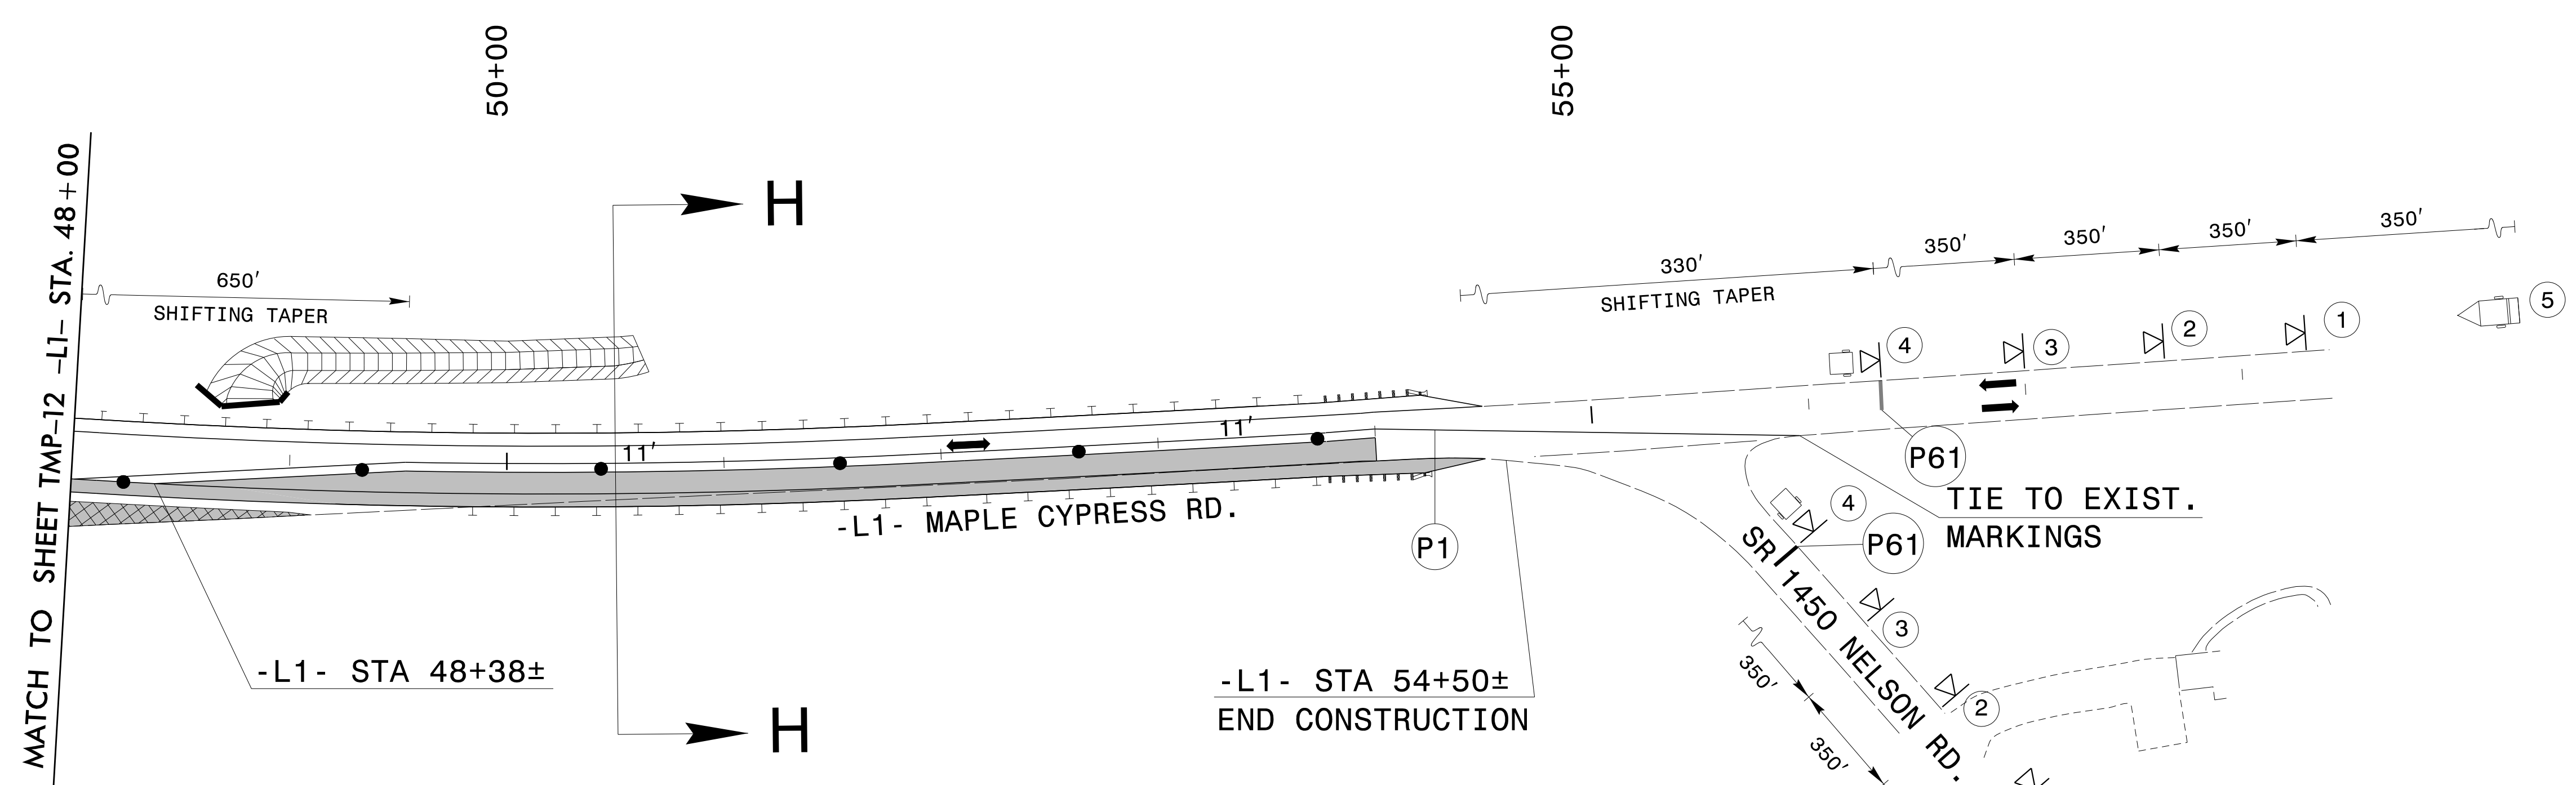 50+00
55+00
MATCH TO SHEET TMP-12 -L1- STA. 48+00
H
650'
SHIFTING TAPER
330'
SHIFTING TAPER
350'
350'
350'
350'
5
1
2
3
4
11'
11'
P61
-L1- MAPLE CYPRESS RD.
P1
TIE TO EXIST.
MARKINGS
4
P61
SR 1450 NELSON RD.
3
2
350'
350'
-L1- STA 48+38±
-L1- STA 54+50±
END CONSTRUCTION
H